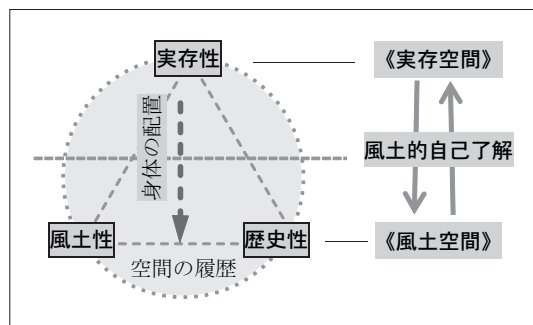 実存性
《実存空間》
身体の配置
風土的自己了解
風土性
歴史性
《風土空間》
空間の履歴